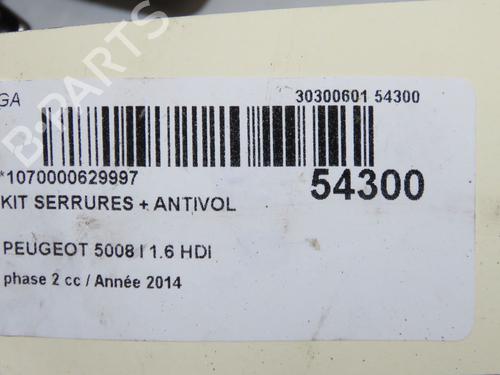 GA
30300601 54300
*1070000629997
54300
KIT SERRURES + ANTIVOL
PEUGEOT 5008 I 1.6 HDI
phase 2 cc / Année 2014
B-PARTS